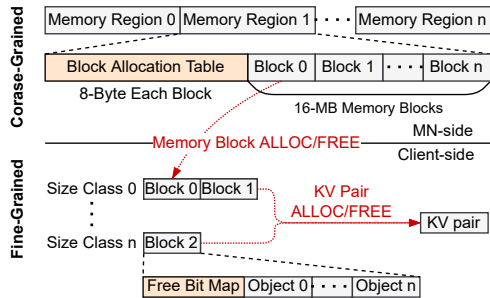 Corase-Grained
Memory Region 0 Memory Region 1 ···· Memory Region n
Block Allocation Table Block 0 Block 1 ···· Block n
8-Byte Each Block
16-MB Memory Blocks
Memory Block ALLOC/FREE
MN-side
Client-side
Fine-Grained
Size Class 0 Block 0 Block 1
KV Pair
ALLOC/FREE
KV pair
Size Class n Block 2
Free Bit Map Object 0 ···· Object n